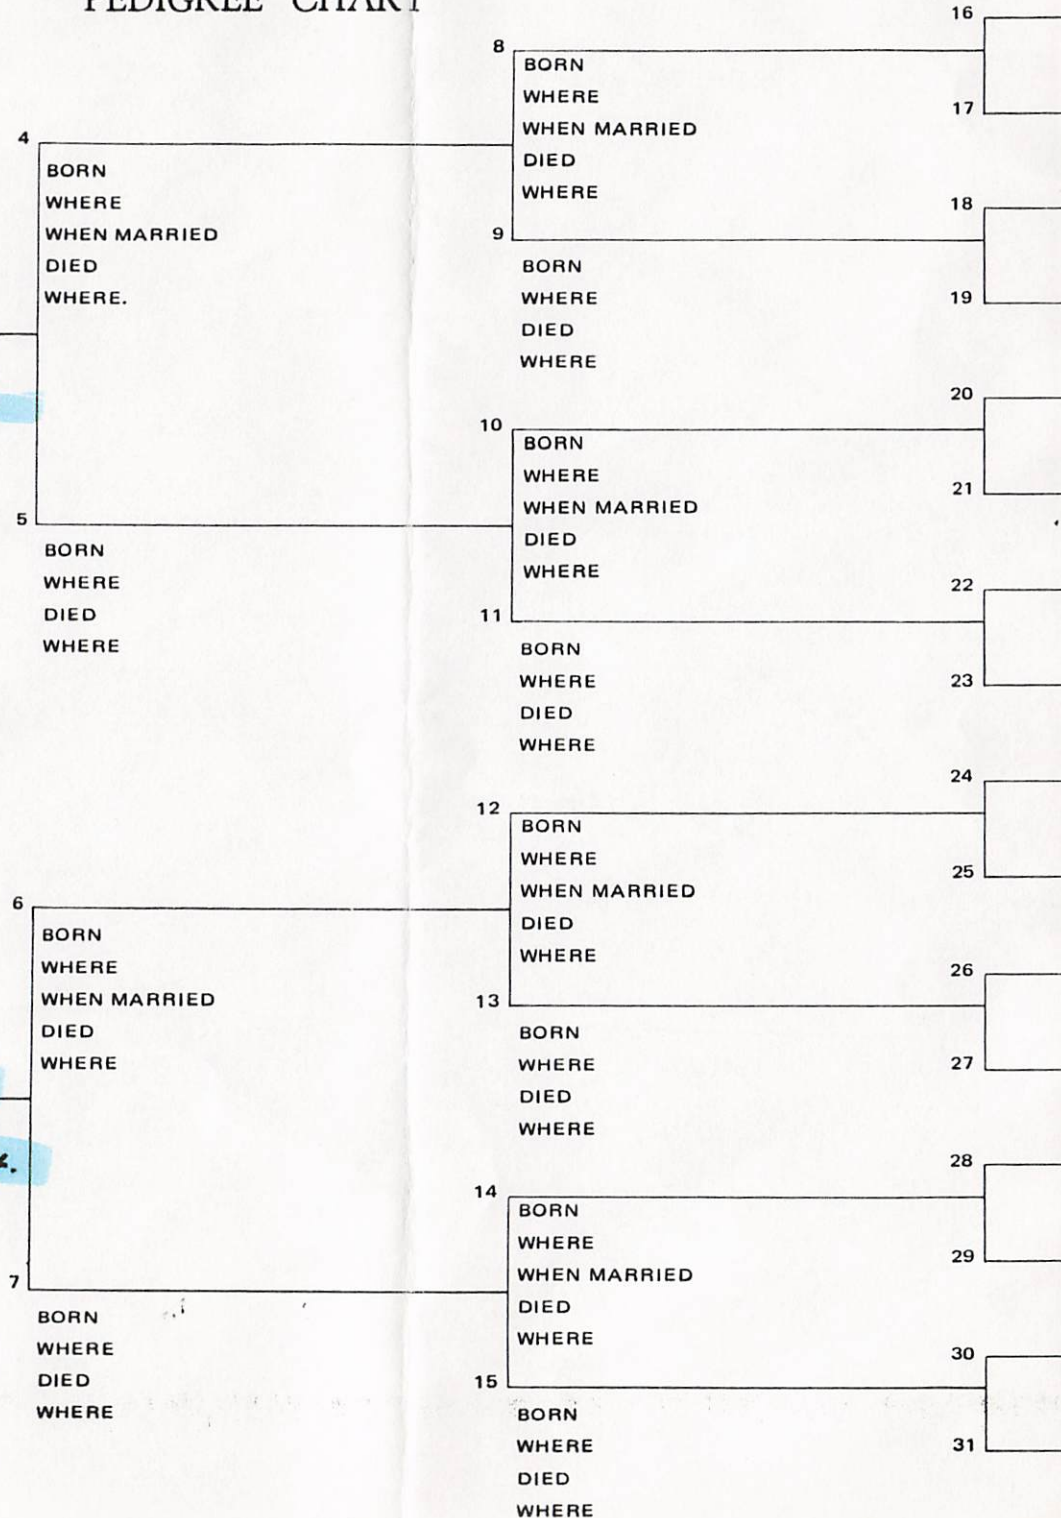 PEDIGREE CHART
4
BORN
WHERE
WHEN MARRIED
DIED
WHERE.
5
BORN
WHERE
DIED
WHERE
6
BORN
WHERE
WHEN MARRIED
DIED
WHERE
7
BORN
WHERE
DIED
WHERE
8
BORN
WHERE
WHEN MARRIED
DIED
WHERE
9
BORN
WHERE
DIED
WHERE
10
BORN
WHERE
WHEN MARRIED
DIED
WHERE
11
BORN
WHERE
DIED
WHERE
12
BORN
WHERE
WHEN MARRIED
DIED
WHERE
13
BORN
WHERE
DIED
WHERE
14
BORN
WHERE
WHEN MARRIED
DIED
WHERE
15
BORN
WHERE
DIED
WHERE
16
17
18
19
20
21
22
23
24
25
26
27
28
29
30
31